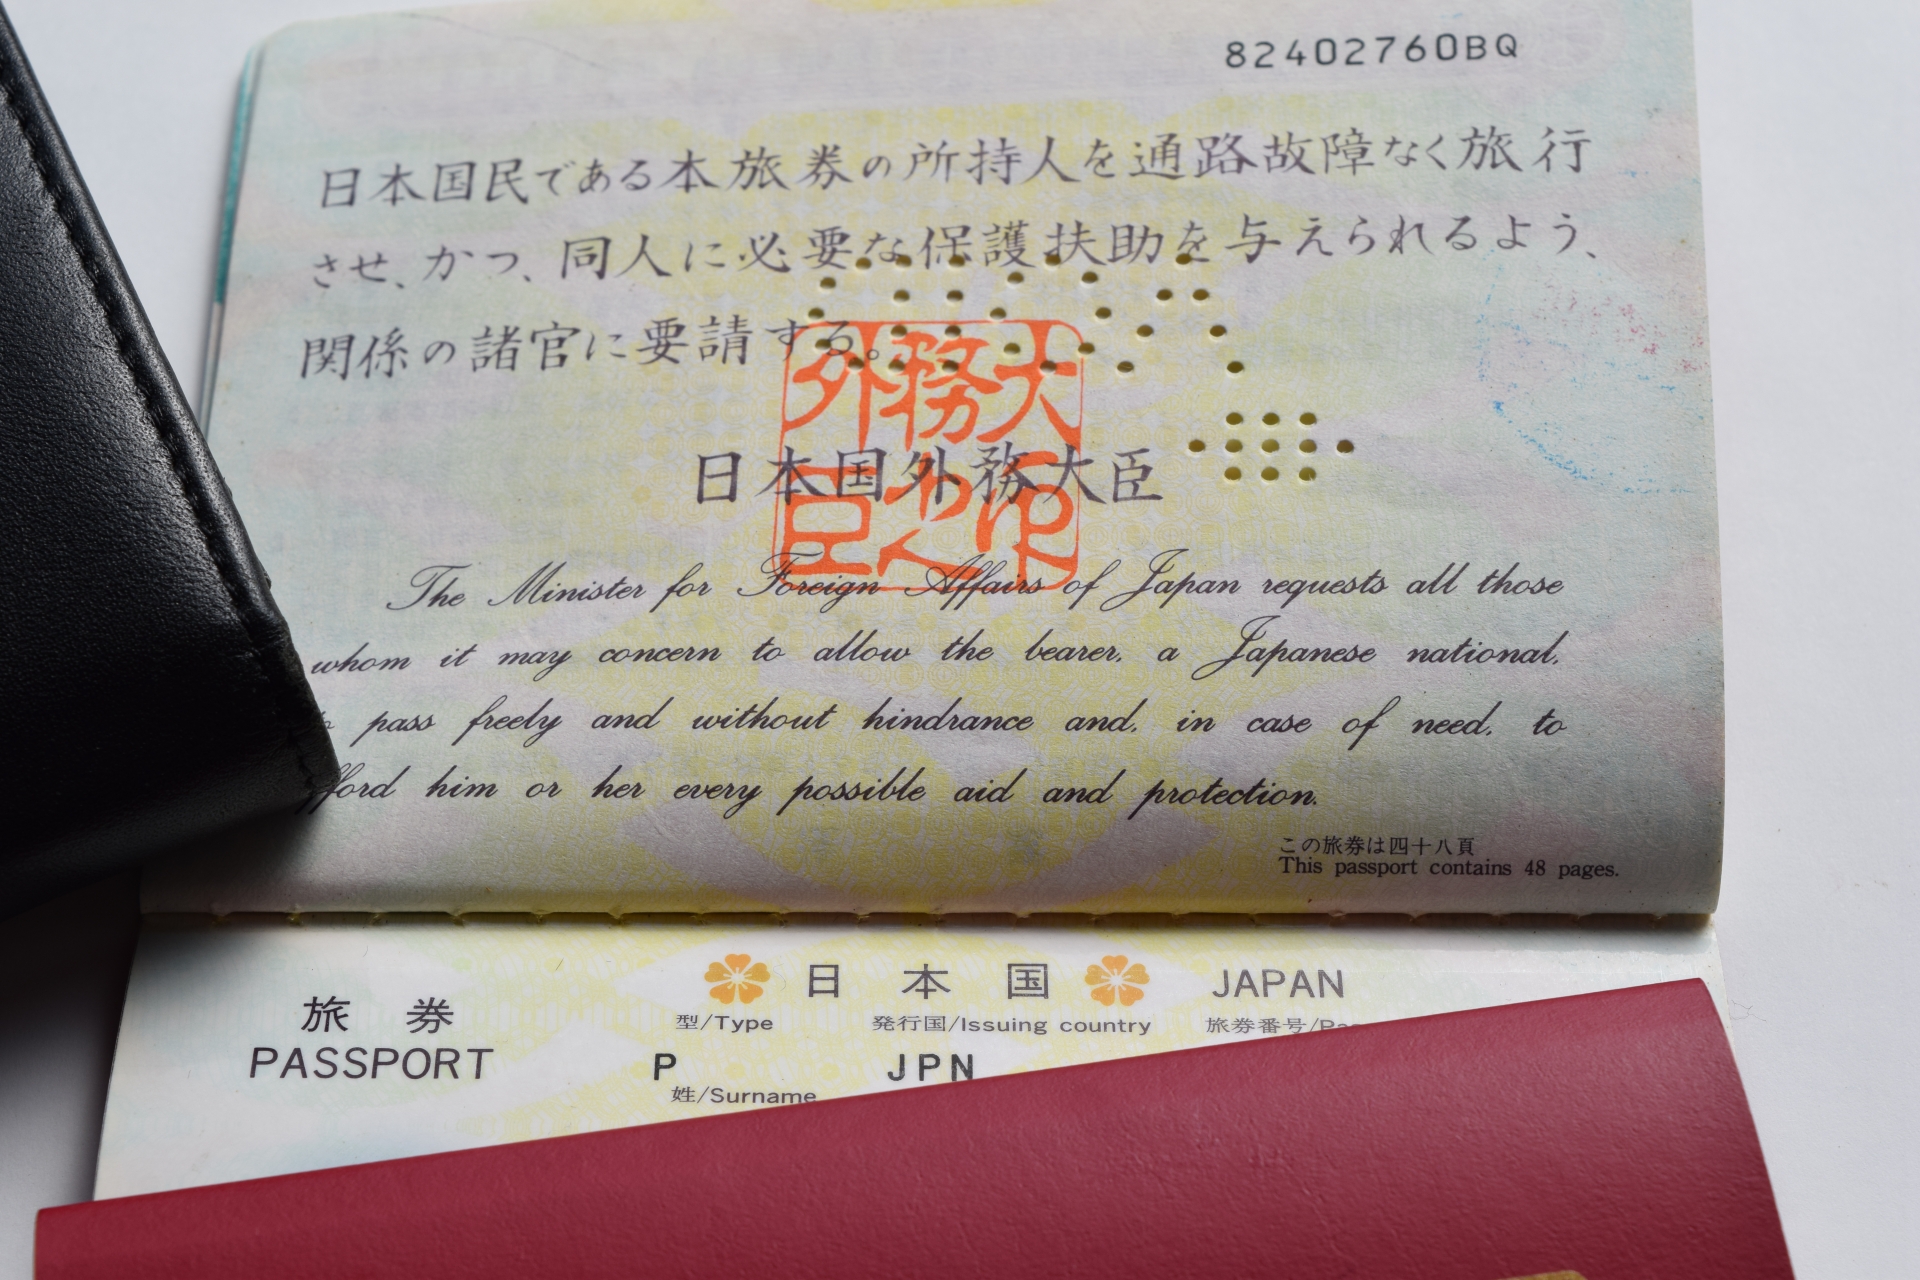 82402760BQ
日本国民である本旅券の所持人を通路故障なく旅行
させ、かつ、同人に必要な保護扶助を与えられるよう、
関係の諸官に要請する。
日本国外務大臣
外務大
臣之印
The Minister for Foreign Affairs of Japan requests all those
whom it may concern to allow the bearer, a Japanese national,
pass freely and without hindrance and, in case of need, to
him or her every possible aid and protection.
この旅券は四十八頁
This passport contains 48 pages.
日本国 JAPAN
旅券
PASSPORT
型/Type 発行国/Issuing country 旅券番号/
P JPN
姓/Surname